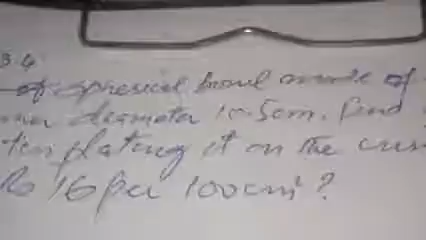 3.4
of spherical bowl made of
ner diameter 10.5cm. find
tin plating it on the
Rs 16 per 100cm²?